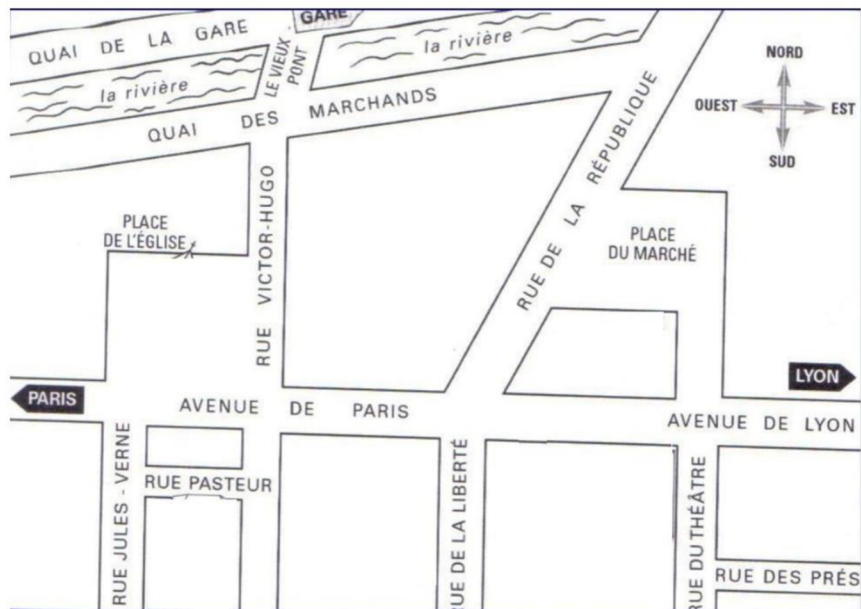 GARE
QUAI DE LA GARE
LE VIEUX
PONT
la rivière
la rivière
NORD
OUEST
EST
SUD
QUAI DES MARCHANDS
RUE VICTOR-HUGO
RUE DE LA RÉPUBLIQUE
PLACE
DE L'ÉGLISE
PLACE
DU MARCHÉ
PARIS
LYON
AVENUE DE PARIS
AVENUE DE LYON
RUE JULES-VERNE
RUE PASTEUR
RUE DE LA LIBERTÉ
RUE DU THÉÂTRE
RUE DES PRÉS